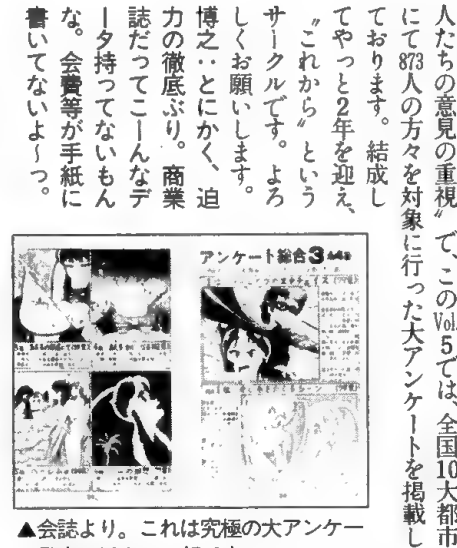 人たちの意見の重視〟で、このVol.5では、全国10大都市
にて873人の方々を対象に行った大アンケートを掲載し
ております。結成し
てやっと2年を迎え、
〝これから〟という
サークルです。よろ
しくお願いします。
博之‥とにかく、迫
力の徹底ぶり。商業
誌だってこーんなデ
ータ持ってないもん
な。会費等が手紙に
書いてないよ〜っ。
アンケート総合3
▲会誌より。これは究極の大アンケー